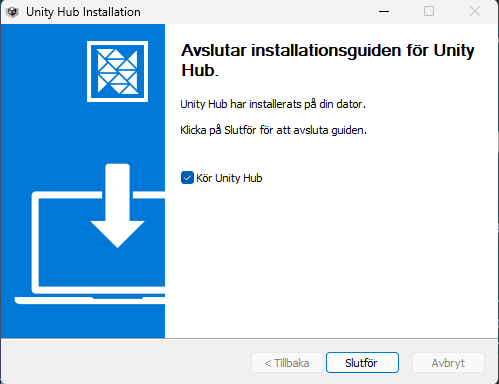 Unity Hub Installation
Avslutar installationsguiden för Unity
Hub.
Unity Hub har installerats på din dator.
Klicka på Slutför för att avsluta guiden.
Kör Unity Hub
< Tillbaka
Slutför
Avbryt